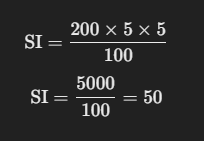 SI = 200 × 5 × 5 / 100
SI = 5000 / 100 = 50